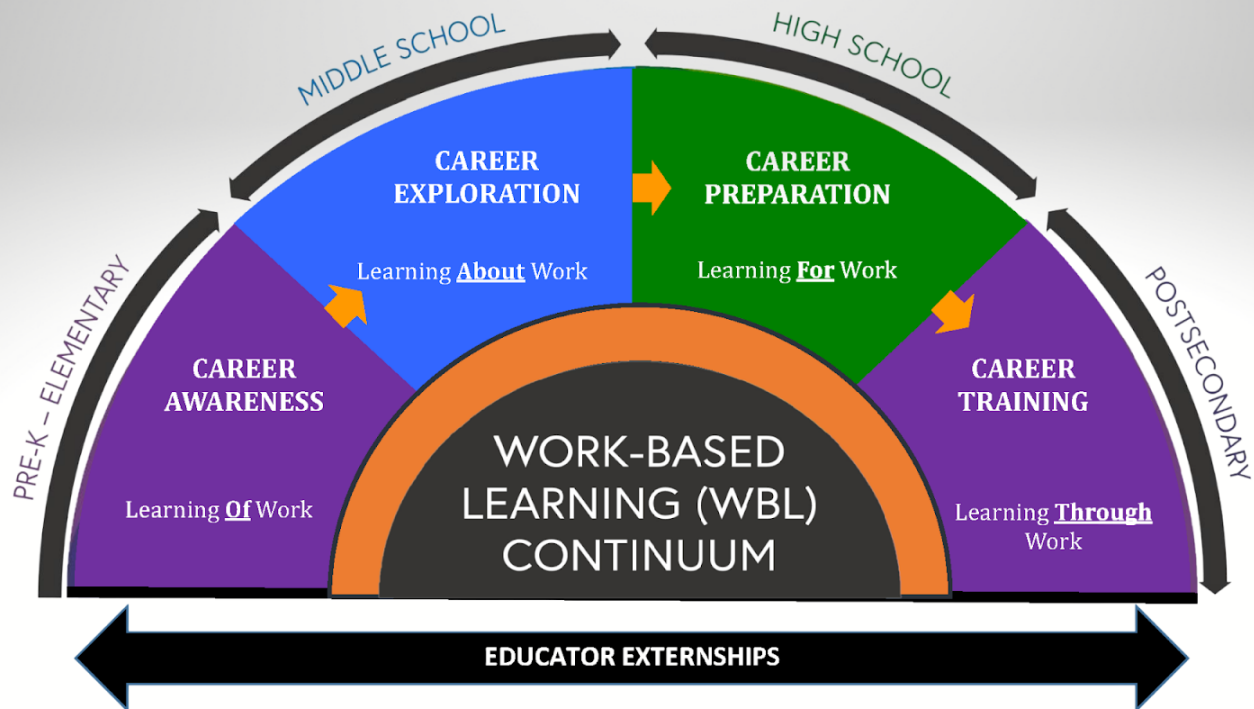 MIDDLE SCHOOL
HIGH SCHOOL
PRE-K – ELEMENTARY
POSTSECONDARY
CAREER
EXPLORATION
Learning About Work
CAREER
PREPARATION
Learning For Work
CAREER
AWARENESS
Learning Of Work
CAREER
TRAINING
Learning Through
Work
WORK-BASED
LEARNING (WBL)
CONTINUUM
EDUCATOR EXTERNSHIPS